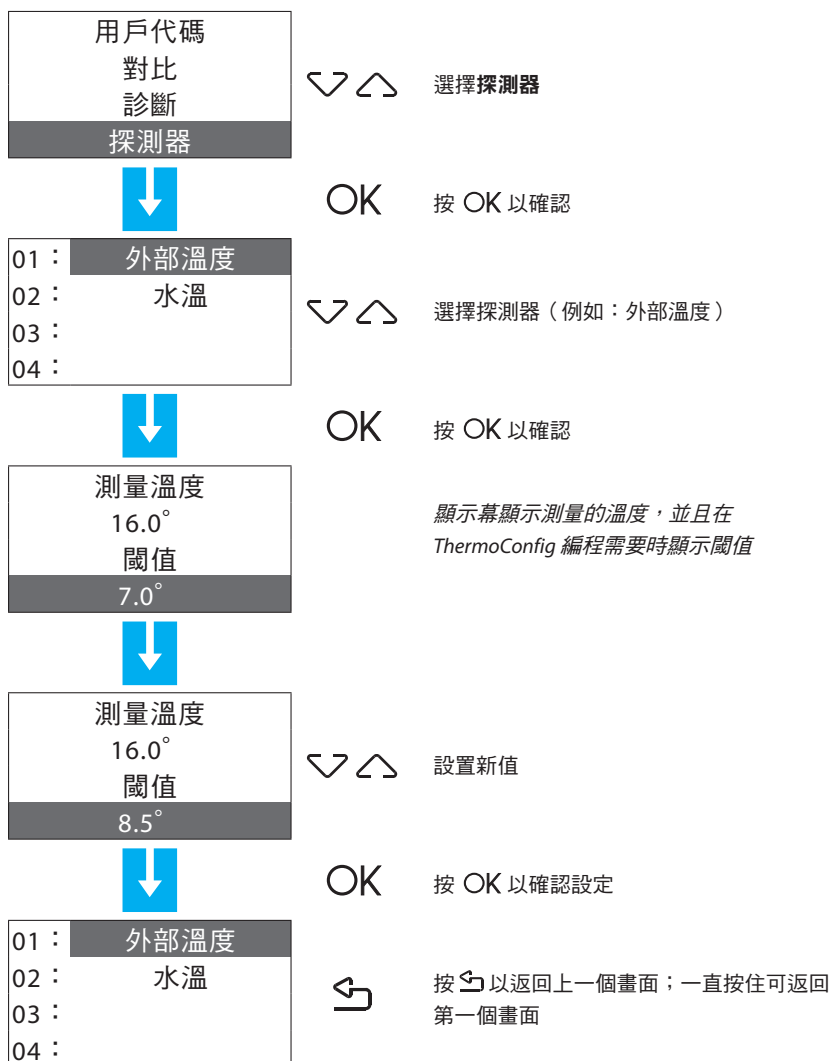 用戶代碼
對比
診斷
探測器
選擇探測器
OK
按 OK 以確認
01： 外部溫度
02： 水溫
03：
04：
選擇探測器（例如：外部溫度）
OK
按 OK 以確認
測量溫度
16.0°
閾值
7.0°
顯示幕顯示測量的溫度，並且在
ThermoConfig 編程需要時顯示閾值
測量溫度
16.0°
閾值
8.5°
設置新值
OK
按 OK 以確認設定
01： 外部溫度
02： 水溫
03：
04：
按 以返回上一個畫面；一直按住可返回
第一個畫面